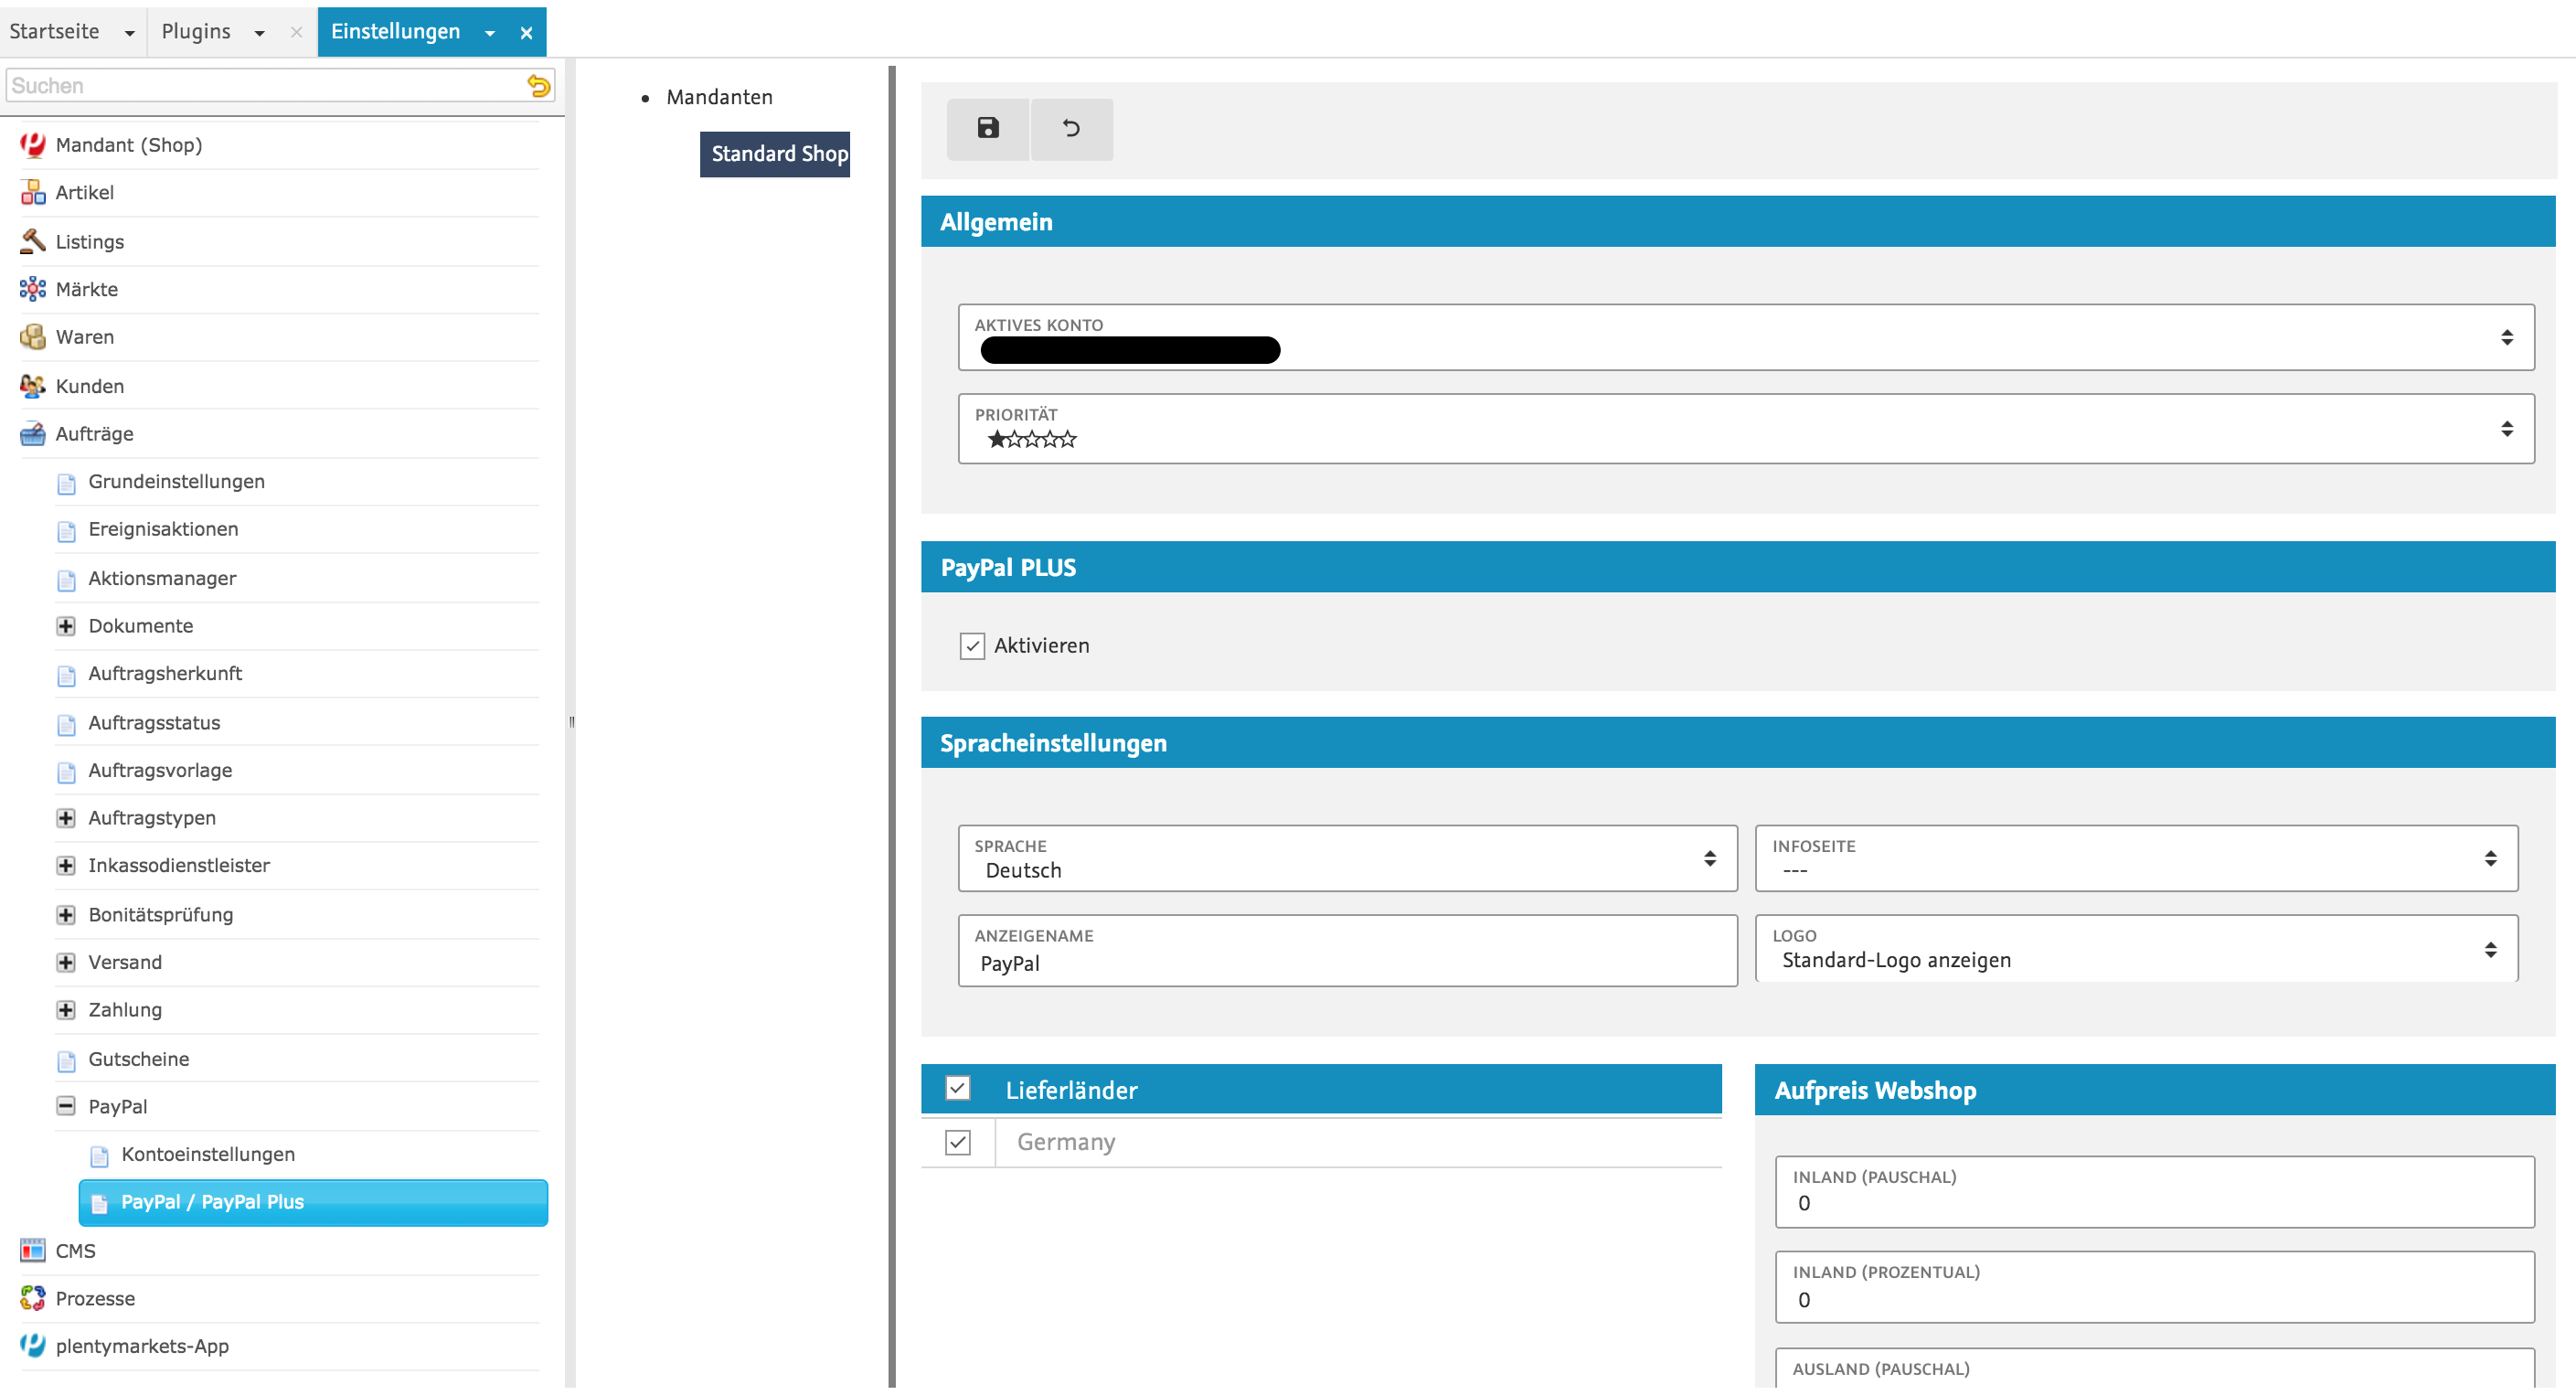 Startseite
Plugins
Einstellungen
Suchen
Mandant (Shop)
Artikel
Listings
Märkte
Waren
Kunden
Aufträge
Grundeinstellungen
Ereignisaktionen
Aktionsmanager
Dokumente
Auftragsherkunft
Auftragsstatus
Auftragsvorlage
Auftragstypen
Inkassodienstleister
Bonitätsprüfung
Versand
Zahlung
Gutscheine
PayPal
Kontoeinstellungen
PayPal / PayPal Plus
CMS
Prozesse
plentymarkets-App
Mandanten
Standard Shop
Allgemein
AKTIVES KONTO
PRIORITÄT
★☆☆☆☆
PayPal PLUS
Aktivieren
Spracheinstellungen
SPRACHE
Deutsch
INFOSEITE
---
ANZEIGENAME
PayPal
LOGO
Standard-Logo anzeigen
Lieferländer
Germany
Aufpreis Webshop
INLAND (PAUSCHAL)
0
INLAND (PROZENTUAL)
0
AUSLAND (PAUSCHAL)